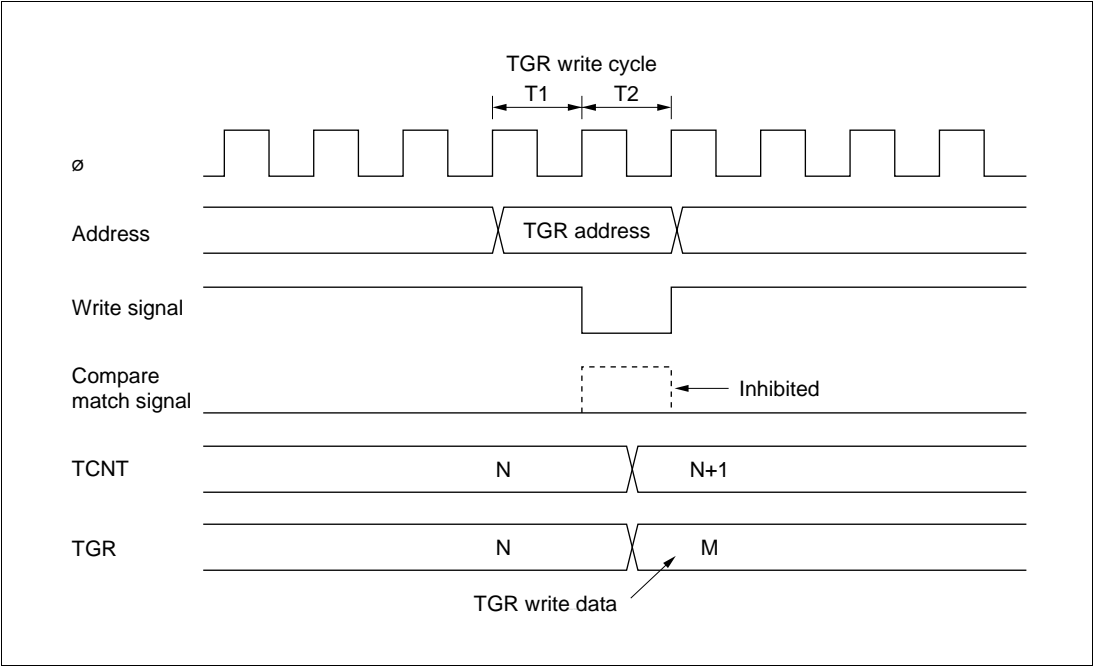 TGR write cycle
T1 T2
ø
Address TGR address
Write signal
Compare
match signal
Inhibited
TCNT N N+1
TGR N M
TGR write data